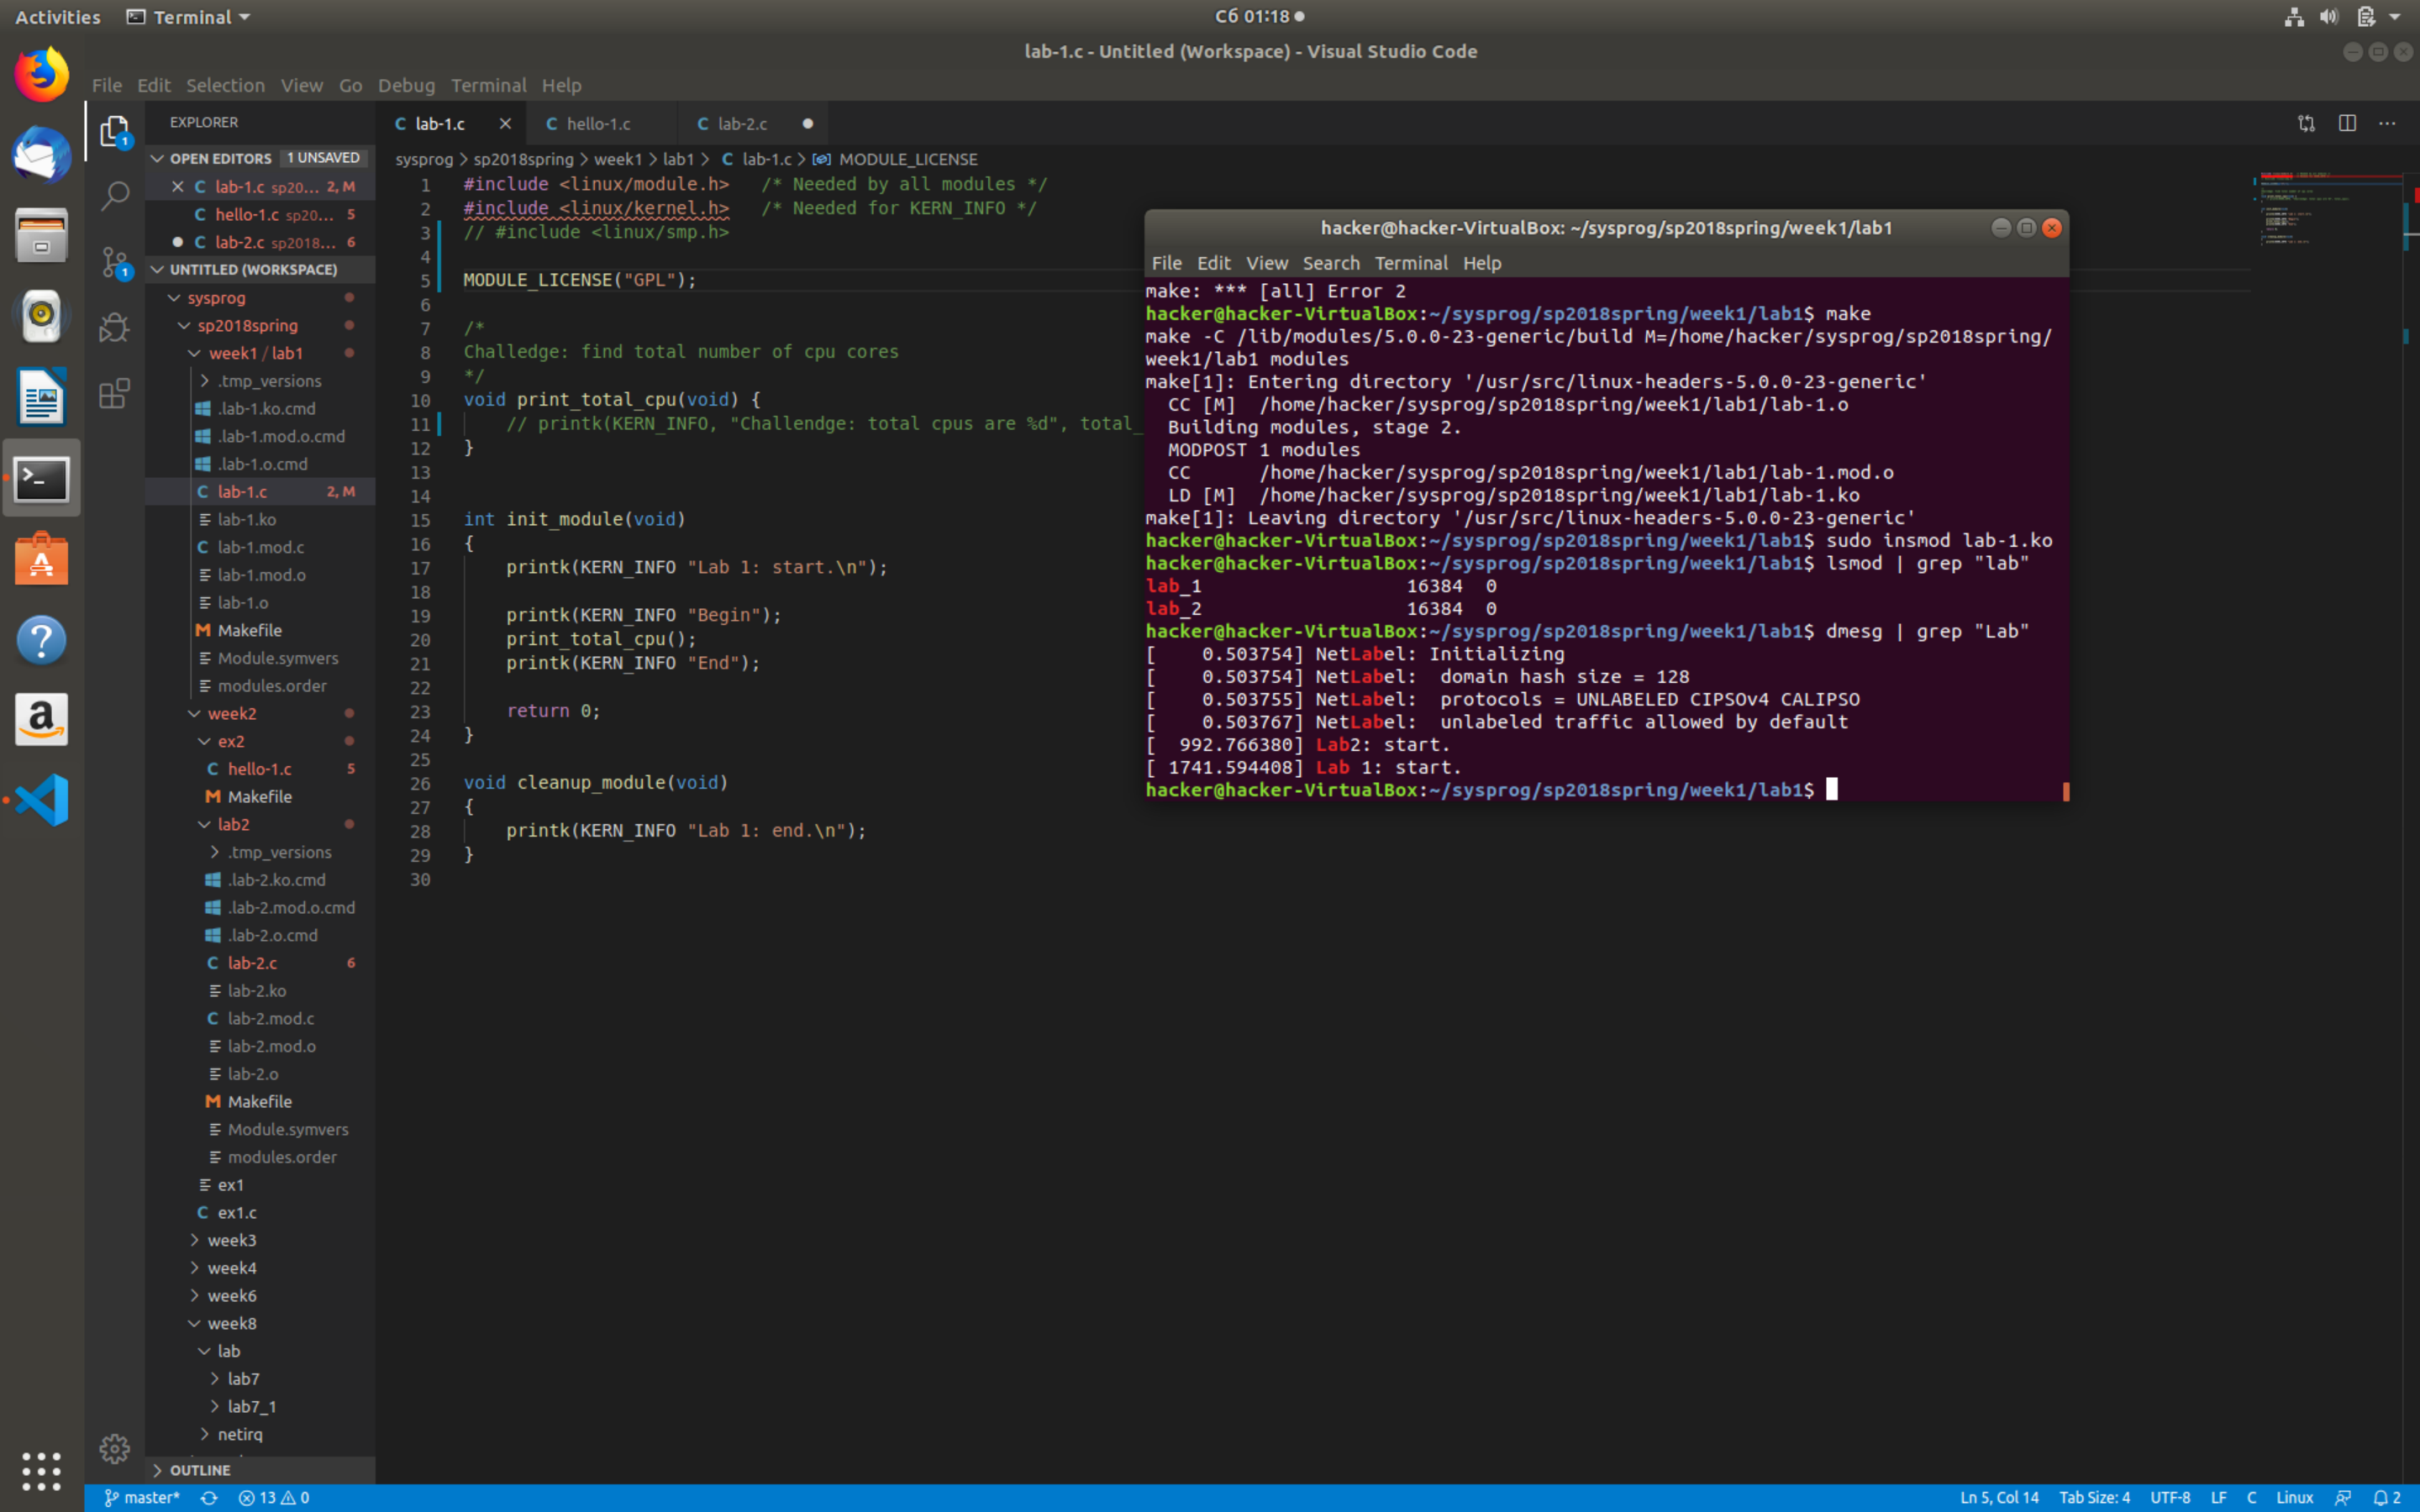 Activities Terminal Сб 01:18
lab-1.c - Untitled (Workspace) - Visual Studio Code
File Edit Selection View Go Debug Terminal Help
EXPLORER
OPEN EDITORS 1 UNSAVED
lab-1.c sp20... 2, M
hello-1.c sp20... 5
lab-2.c sp2018... 6
UNTITLED (WORKSPACE)
sysprog
sp2018spring
week1 / lab1
.tmp_versions
.lab-1.ko.cmd
.lab-1.mod.o.cmd
.lab-1.o.cmd
lab-1.c 2, M
lab-1.ko
lab-1.mod.c
lab-1.mod.o
lab-1.o
Makefile
Module.symvers
modules.order
week2
ex2
hello-1.c 5
Makefile
lab2
.tmp_versions
.lab-2.ko.cmd
.lab-2.mod.o.cmd
.lab-2.o.cmd
lab-2.c 6
lab-2.ko
lab-2.mod.c
lab-2.mod.o
lab-2.o
Makefile
Module.symvers
modules.order
ex1
ex1.c
week3
week4
week6
week8
lab
lab7
lab7_1
netirq
OUTLINE
lab-1.c hello-1.c lab-2.c
sysprog > sp2018spring > week1 > lab1 > C lab-1.c > MODULE_LICENSE
1 #include <linux/module.h> /* Needed by all modules */
2 #include <linux/kernel.h> /* Needed for KERN_INFO */
3 // #include <linux/smp.h>
4
5 MODULE_LICENSE("GPL");
6
7 /*
8 Challedge: find total number of cpu cores
9 */
10 void print_total_cpu(void) {
11 // printk(KERN_INFO, "Challendge: total cpus are %d", total_
12 }
13
14
15 int init_module(void)
16 {
17 printk(KERN_INFO "Lab 1: start.\n");
18
19 printk(KERN_INFO "Begin");
20 print_total_cpu();
21 printk(KERN_INFO "End");
22
23 return 0;
24 }
25
26 void cleanup_module(void)
27 {
28 printk(KERN_INFO "Lab 1: end.\n");
29 }
30
hacker@hacker-VirtualBox: ~/sysprog/sp2018spring/week1/lab1
File Edit View Search Terminal Help
make: *** [all] Error 2
hacker@hacker-VirtualBox:~/sysprog/sp2018spring/week1/lab1$ make
make -C /lib/modules/5.0.0-23-generic/build M=/home/hacker/sysprog/sp2018spring/
week1/lab1 modules
make[1]: Entering directory '/usr/src/linux-headers-5.0.0-23-generic'
CC [M] /home/hacker/sysprog/sp2018spring/week1/lab1/lab-1.o
Building modules, stage 2.
MODPOST 1 modules
CC /home/hacker/sysprog/sp2018spring/week1/lab1/lab-1.mod.o
LD [M] /home/hacker/sysprog/sp2018spring/week1/lab1/lab-1.ko
make[1]: Leaving directory '/usr/src/linux-headers-5.0.0-23-generic'
hacker@hacker-VirtualBox:~/sysprog/sp2018spring/week1/lab1$ sudo insmod lab-1.ko
hacker@hacker-VirtualBox:~/sysprog/sp2018spring/week1/lab1$ lsmod | grep "lab"
lab_1 16384 0
lab_2 16384 0
hacker@hacker-VirtualBox:~/sysprog/sp2018spring/week1/lab1$ dmesg | grep "Lab"
[ 0.503754] NetLabel: Initializing
[ 0.503754] NetLabel: domain hash size = 128
[ 0.503755] NetLabel: protocols = UNLABELED CIPSOv4 CALIPSO
[ 0.503767] NetLabel: unlabeled traffic allowed by default
[ 992.766380] Lab2: start.
[ 1741.594408] Lab 1: start.
hacker@hacker-VirtualBox:~/sysprog/sp2018spring/week1/lab1$
master* 13 0 Ln 5, Col 14 Tab Size: 4 UTF-8 LF C Linux 2